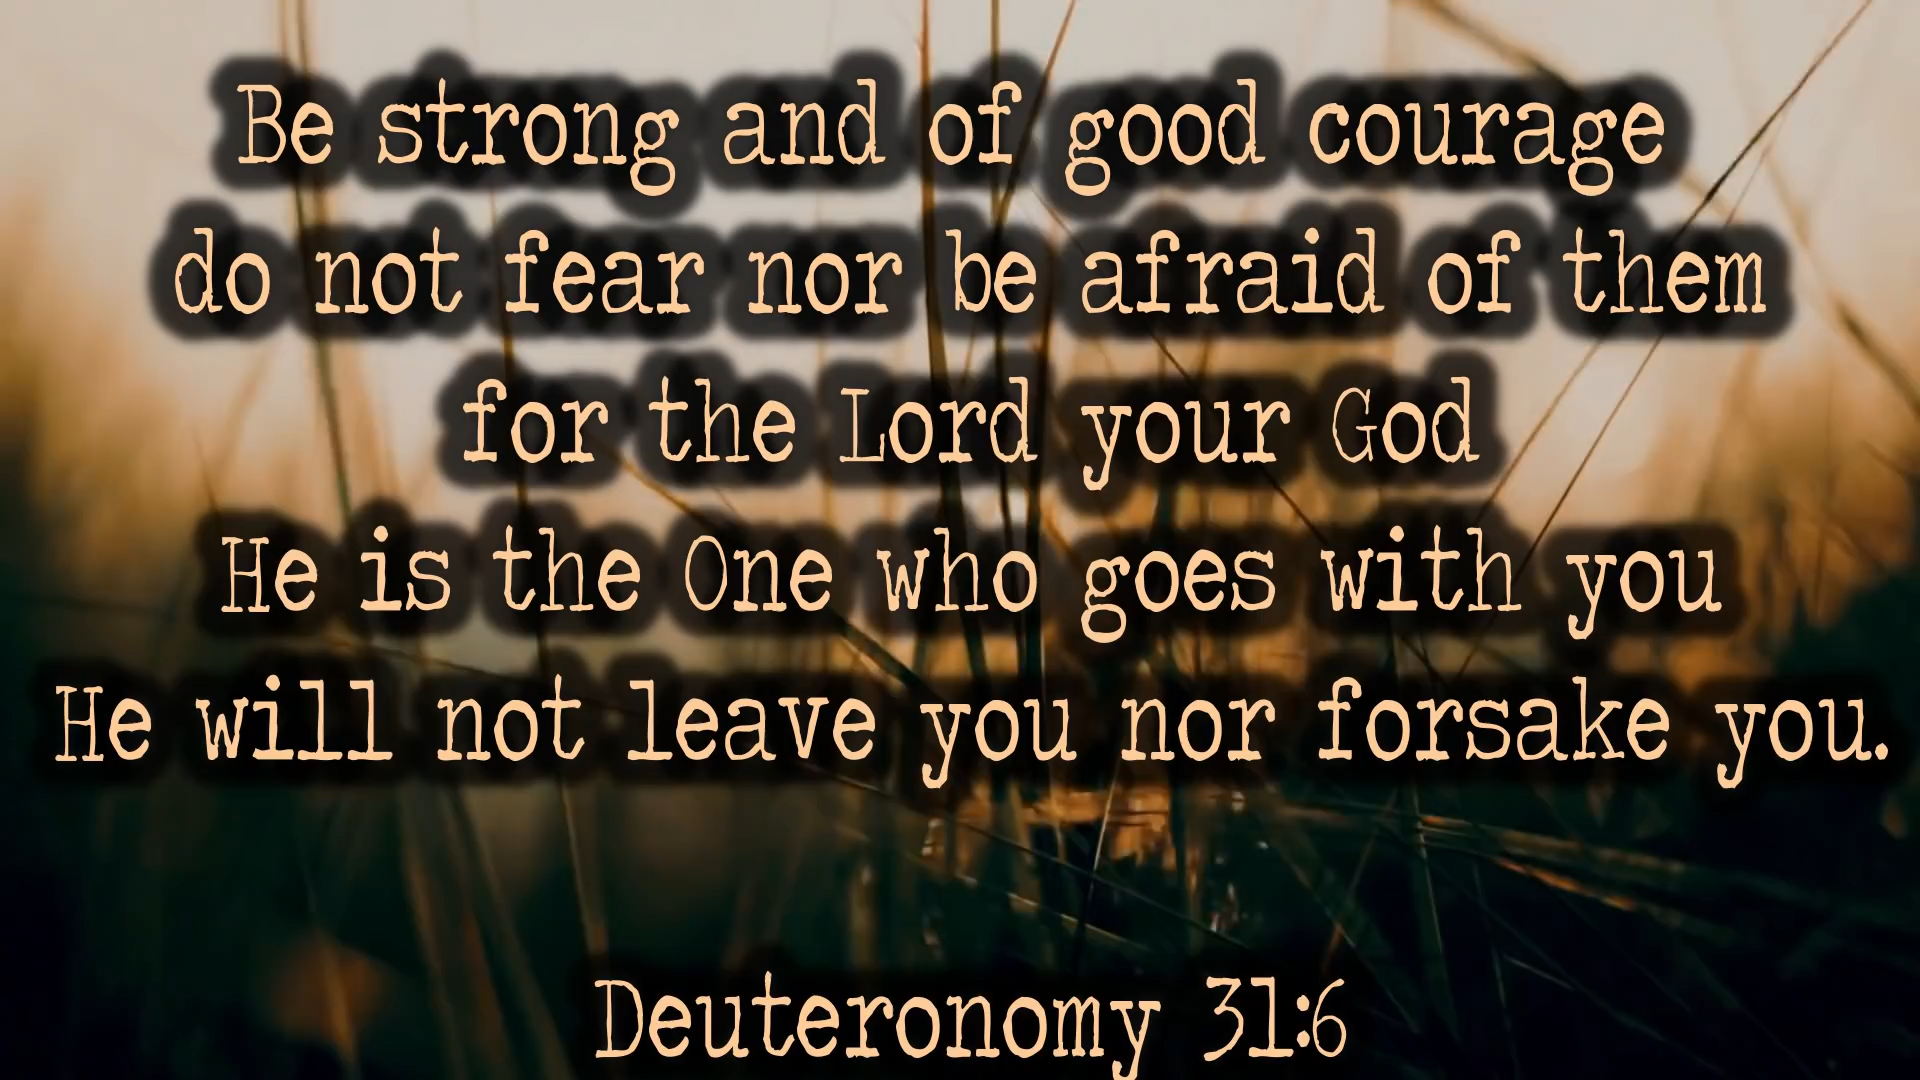 Be strong and of good courage
do not fear nor be afraid of them
for the Lord your God
He is the One who goes with you
He will not leave you nor forsake you.
Deuteronomy 31:6